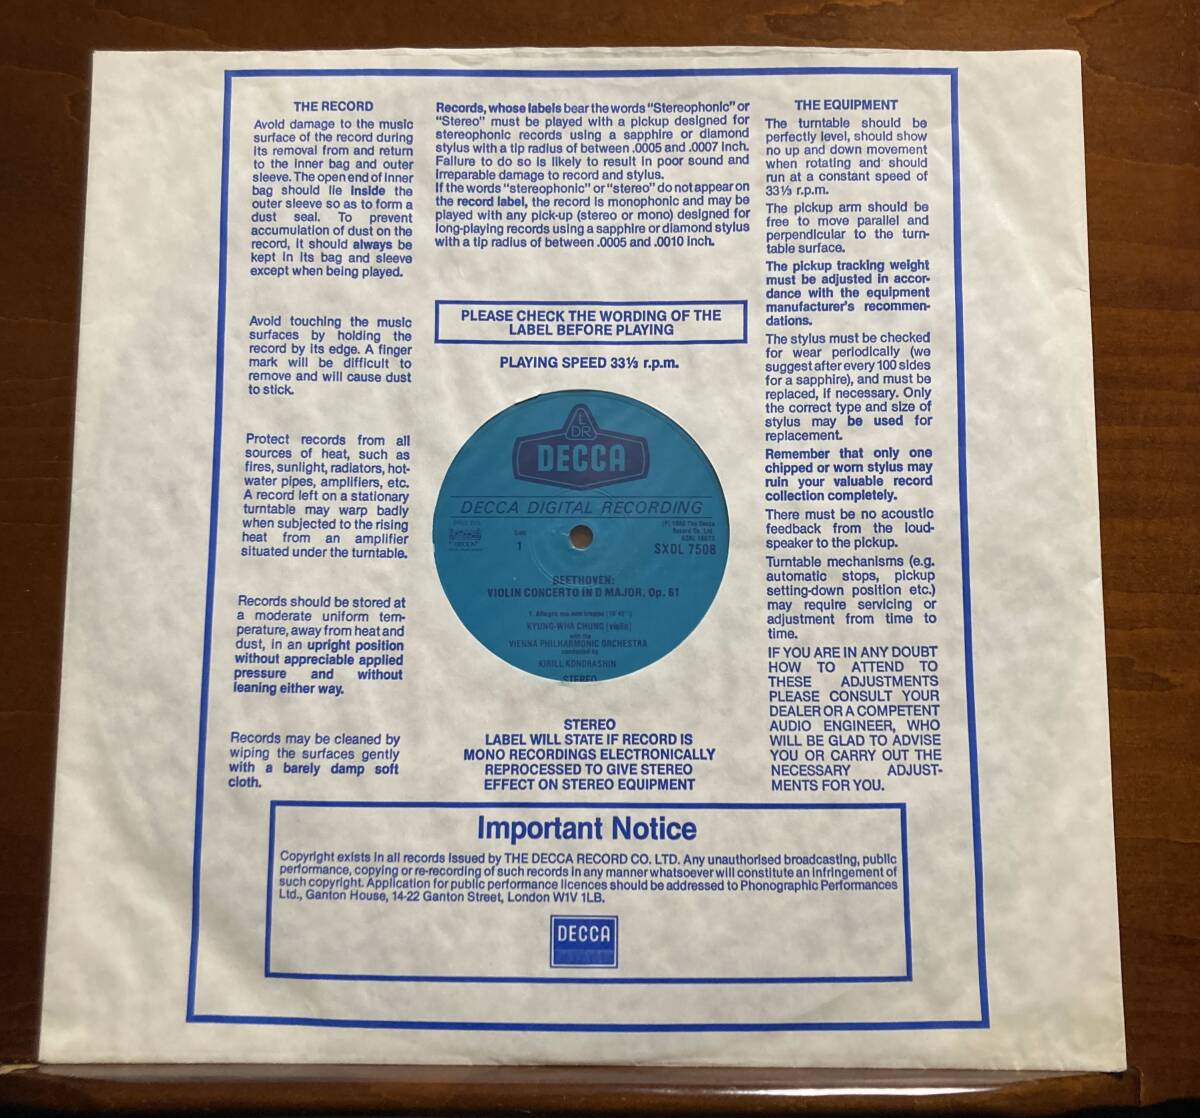 THE RECORD
Avoid damage to the music
surface of the record during
its removal from and return
to the inner bag and outer
sleeve. The open end of inner
bag should lie inside the
outer sleeve so as to form a
dust seal. To prevent
accumulation of dust on the
record, it should always be
kept in its bag and sleeve
except when being played.
Avoid touching the music
surfaces by holding the
record by its edge. A finger
mark will be difficult to
remove and will cause dust
to stick.
Protect records from all
sources of heat, such as
fires, sunlight, radiators, hot-
water pipes, amplifiers, etc.
A record left on a stationary
turntable may warp badly
when subjected to the rising
heat from an amplifier
situated under the turntable.
Records should be stored at
a moderate uniform tem-
perature, away from heat and
dust, in an upright position
without appreciable applied
pressure and without
leaning either way.
Records may be cleaned by
wiping the surfaces gently
with a barely damp soft
cloth.
Records, whose labels bear the words "Stereophonic" or
"Stereo" must be played with a pickup designed for
stereophonic records using a sapphire or diamond
stylus with a tip radius of between .0005 and .0007 inch.
Failure to do so is likely to result in poor sound and
irreparable damage to record and stylus.
If the words "stereophonic" or "stereo" do not appear on
the record label, the record is monophonic and may be
played with any pick-up (stereo or mono) designed for
long-playing records using a sapphire or diamond stylus
with a tip radius of between .0005 and .0010 inch.
PLEASE CHECK THE WORDING OF THE
LABEL BEFORE PLAYING
PLAYING SPEED 33⅓ r.p.m.
L
DR
DECCA
DECCA DIGITAL RECORDING
Side
1
SXDL 7508
BEETHOVEN:
VIOLIN CONCERTO IN D MAJOR, Op. 61
KYUNG-WHA CHUNG (violin)
with the
VIENNA PHILHARMONIC ORCHESTRA
conducted by
KIRILL KONDRASHIN
STEREO
STEREO
LABEL WILL STATE IF RECORD IS
MONO RECORDINGS ELECTRONICALLY
REPROCESSED TO GIVE STEREO
EFFECT ON STEREO EQUIPMENT
THE EQUIPMENT
The turntable should be
perfectly level, should show
no up and down movement
when rotating and should
run at a constant speed of
33⅓ r.p.m.
The pickup arm should be
free to move parallel and
perpendicular to the turn-
table surface.
The pickup tracking weight
must be adjusted in accor-
dance with the equipment
manufacturer's recommen-
dations.
The stylus must be checked
for wear periodically (we
suggest after every 100 sides
for a sapphire), and must be
replaced, if necessary. Only
the correct type and size of
stylus may be used for
replacement.
Remember that only one
chipped or worn stylus may
ruin your valuable record
collection completely.
There must be no acoustic
feedback from the loud-
speaker to the pickup.
Turntable mechanisms (e.g.
automatic stops, pickup
setting-down position etc.)
may require servicing or
adjustment from time to
time.
IF YOU ARE IN ANY DOUBT
HOW TO ATTEND TO
THESE ADJUSTMENTS
PLEASE CONSULT YOUR
DEALER OR A COMPETENT
AUDIO ENGINEER, WHO
WILL BE GLAD TO ADVISE
YOU OR CARRY OUT THE
NECESSARY ADJUST-
MENTS FOR YOU.
Important Notice
Copyright exists in all records issued by THE DECCA RECORD CO. LTD. Any unauthorised broadcasting, public
performance, copying or re-recording of such records in any manner whatsoever will constitute an infringement of
such copyright. Application for public performance licences should be addressed to Phonographic Performances
Ltd., Ganton House, 14-22 Ganton Street, London W1V 1LB.
DECCA